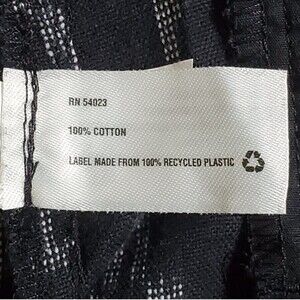 RN 54023
100% COTTON
LABEL MADE FROM 100% RECYCLED PLASTIC